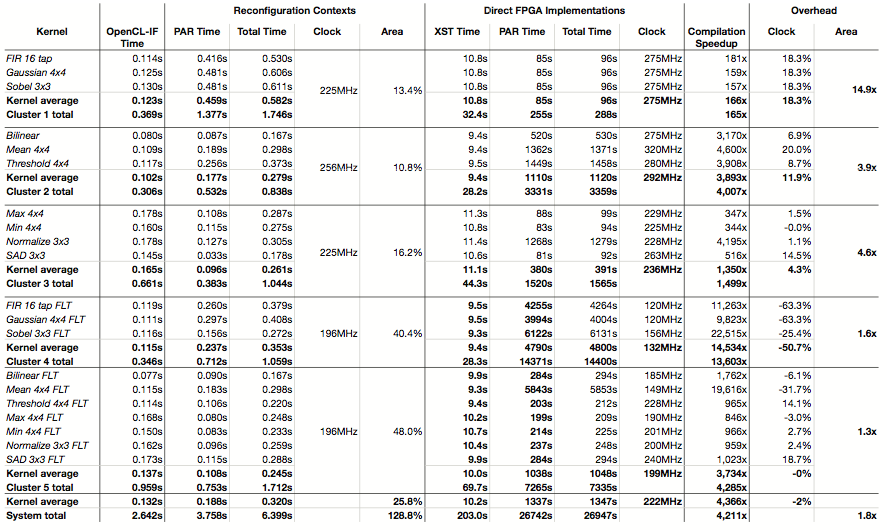 Reconfiguration Contexts Direct FPGA Implementations Overhead
Kernel OpenCL-IF Time PAR Time Total Time Clock Area XST Time PAR Time Total Time Clock Compilation Speedup Clock Area
FIR 16 tap 0.114s 0.416s 0.530s 10.8s 85s 96s 275MHz 181x 18.3%
Gaussian 4x4 0.125s 0.481s 0.606s 10.8s 85s 96s 275MHz 159x 18.3%
Sobel 3x3 0.130s 0.481s 0.611s 225MHz 13.4% 10.8s 85s 96s 275MHz 157x 18.3% 14.9x
Kernel average 0.123s 0.459s 0.582s 10.8s 85s 96s 275MHz 166x 18.3%
Cluster 1 total 0.369s 1.377s 1.746s 32.4s 255s 288s 165x
Bilinear 0.080s 0.087s 0.167s 9.4s 520s 530s 275MHz 3,170x 6.9%
Mean 4x4 0.109s 0.189s 0.298s 9.4s 1362s 1371s 320MHz 4,600x 20.0%
Threshold 4x4 0.117s 0.256s 0.373s 256MHz 10.8% 9.5s 1449s 1458s 280MHz 3,908x 8.7% 3.9x
Kernel average 0.102s 0.177s 0.279s 9.4s 1110s 1120s 292MHz 3,893x 11.9%
Cluster 2 total 0.306s 0.532s 0.838s 28.2s 3331s 3359s 4,007x
Max 4x4 0.178s 0.108s 0.287s 11.3s 88s 99s 229MHz 347x 1.5%
Min 4x4 0.160s 0.115s 0.275s 10.8s 83s 94s 225MHz 344x -0.0%
Normalize 3x3 0.178s 0.127s 0.305s 11.4s 1268s 1279s 228MHz 4,195x 1.1%
SAD 3x3 0.145s 0.033s 0.178s 225MHz 16.2% 10.6s 81s 92s 263MHz 516x 14.5% 4.6x
Kernel average 0.165s 0.096s 0.261s 11.1s 380s 391s 236MHz 1,350x 4.3%
Cluster 3 total 0.661s 0.383s 1.044s 44.3s 1520s 1565s 1,499x
FIR 16 tap FLT 0.119s 0.260s 0.379s 9.5s 4255s 4264s 120MHz 11,263x -63.3%
Gaussian 4x4 FLT 0.111s 0.297s 0.408s 9.5s 3994s 4004s 120MHz 9,823x -63.3%
Sobel 3x3 FLT 0.116s 0.156s 0.272s 196MHz 40.4% 9.3s 6122s 6131s 156MHz 22,515x -25.4% 1.6x
Kernel average 0.115s 0.237s 0.353s 9.4s 4790s 4800s 132MHz 14,534x -50.7%
Cluster 4 total 0.346s 0.712s 1.059s 28.3s 14371s 14400s 13,603x
Bilinear FLT 0.077s 0.090s 0.167s 9.9s 284s 294s 185MHz 1,762x -6.1%
Mean 4x4 FLT 0.115s 0.183s 0.298s 9.3s 5843s 5853s 149MHz 19,616x -31.7%
Threshold 4x4 FLT 0.114s 0.106s 0.220s 9.4s 203s 212s 228MHz 965x 14.1%
Max 4x4 FLT 0.168s 0.080s 0.248s 10.2s 199s 209s 190MHz 846x -3.0%
Min 4x4 FLT 0.150s 0.083s 0.233s 196MHz 48.0% 10.7s 214s 225s 201MHz 966x 2.7% 1.3x
Normalize 3x3 FLT 0.162s 0.096s 0.259s 10.4s 237s 248s 200MHz 959x 2.4%
SAD 3x3 FLT 0.173s 0.115s 0.288s 9.9s 284s 294s 240MHz 1,023x 18.7%
Kernel average 0.137s 0.108s 0.245s 10.0s 1038s 1048s 199MHz 3,734x -0%
Cluster 5 total 0.959s 0.753s 1.712s 69.7s 7265s 7335s 4,285x
Kernel average 0.132s 0.188s 0.320s 25.8% 10.2s 1337s 1347s 222MHz 4,366x -2%
System total 2.642s 3.758s 6.399s 128.8% 203.0s 26742s 26947s 4,211x 1.8x